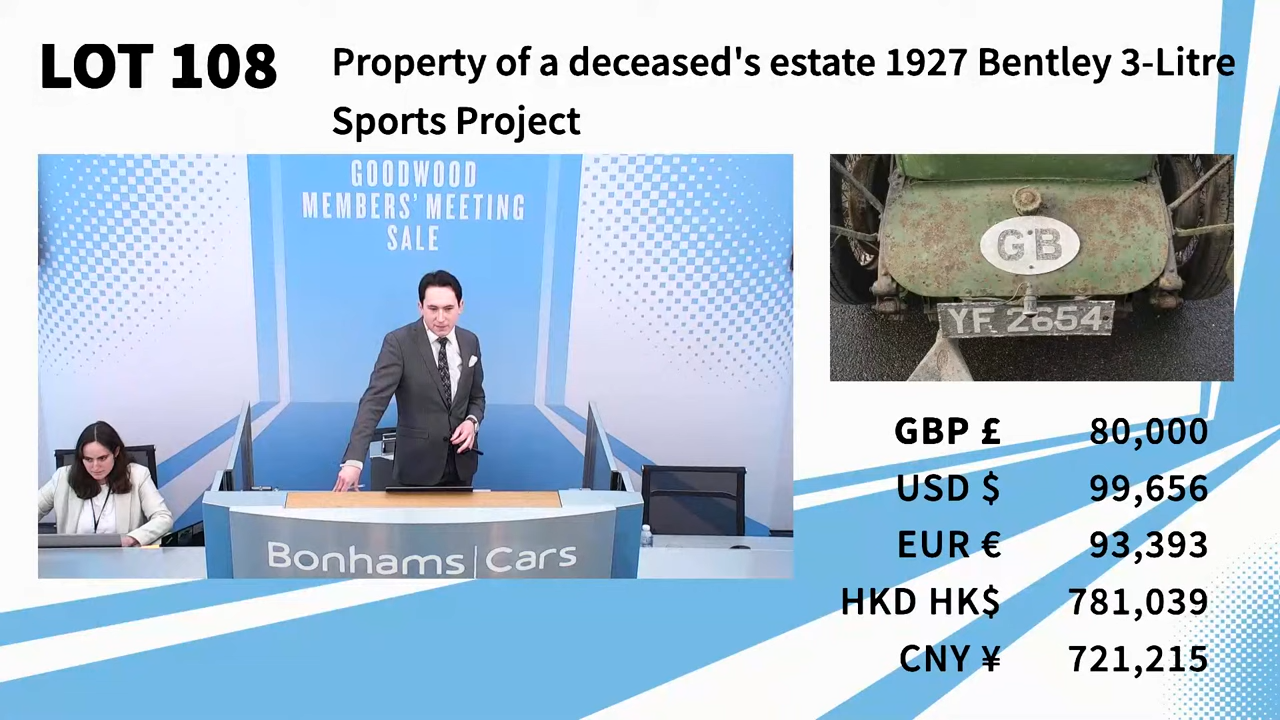 LOT 108
Property of a deceased's estate 1927 Bentley 3-Litre
Sports Project
GOODWOOD
MEMBERS' MEETING
SALE
Bonhams|Cars
GB
YF 2654
GBP £ 80,000
USD $ 99,656
EUR € 93,393
HKD HK$ 781,039
CNY ¥ 721,215